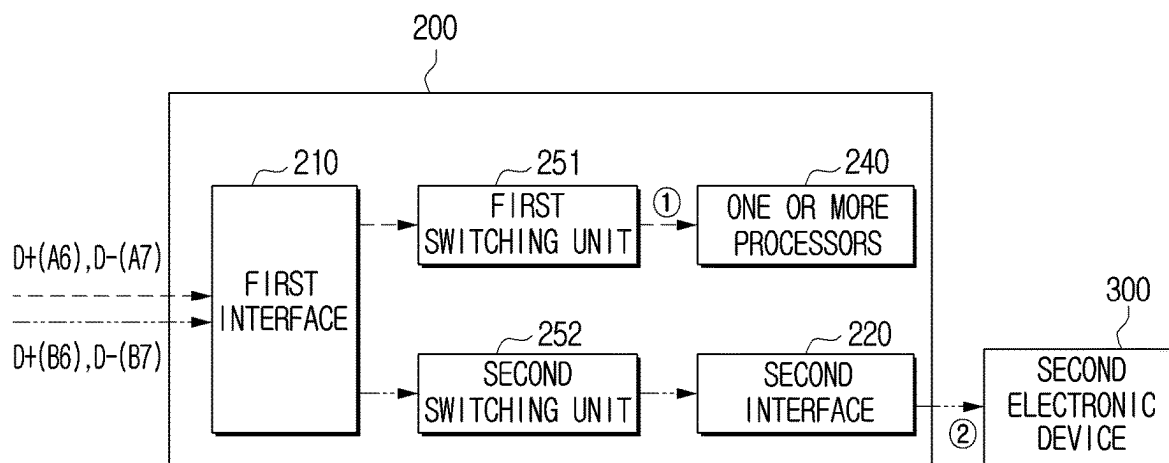 200
210
251
240
FIRST
SWITCHING UNIT
①
ONE OR MORE
PROCESSORS
D+(A6),D-(A7)
FIRST
INTERFACE
D+(B6),D-(B7)
252
220
300
SECOND
SWITCHING UNIT
SECOND
INTERFACE
②
SECOND
ELECTRONIC
DEVICE